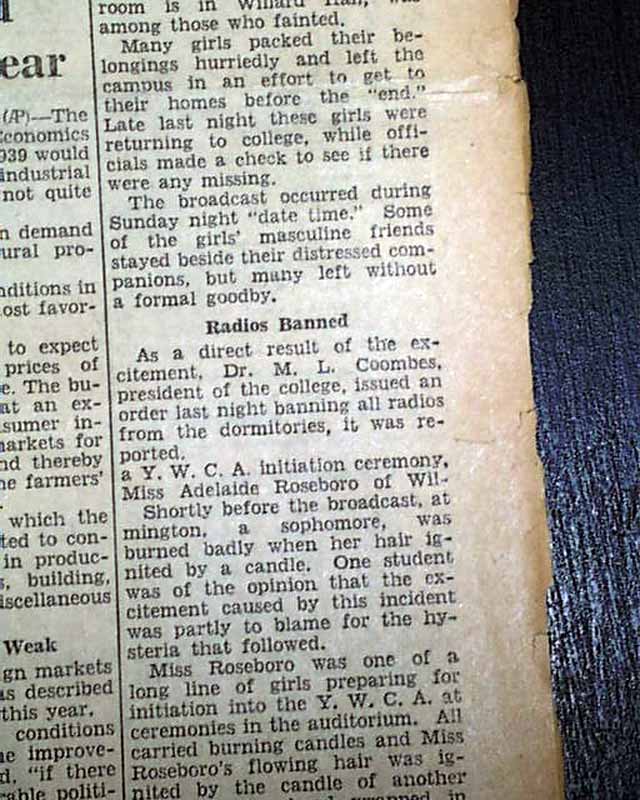 ear
(AP)—The
Economics
939 would
industrial
not quite
n demand
ural pro-
nditions in
ost favor-
to expect
prices of
e. The bu-
at an ex-
sumer in-
markets for
nd thereby
he farmers'
which the
ted to con-
in produc-
s, building,
iscellaneous
Weak
ign markets
as described
this year.
conditions
he improve-
d, "if there
able politi-
room is in Willard Hall, was
among those who fainted.
Many girls packed their be-
longings hurriedly and left the
campus in an effort to get to
their homes before the "end."
Late last night these girls were
returning to college, while offi-
cials made a check to see if there
were any missing.
The broadcast occurred during
Sunday night "date time." Some
of the girls' masculine friends
stayed beside their distressed com-
panions, but many left without
a formal goodby.
Radios Banned
As a direct result of the ex-
citement, Dr. M. L. Coombes,
president of the college, issued an
order last night banning all radios
from the dormitories, it was re-
ported.
a Y. W. C. A. initiation ceremony,
Miss Adelaide Roseboro of Wil-
Shortly before the broadcast, at
mington, a sophomore, was
burned badly when her hair ig-
nited by a candle. One student
was of the opinion that the ex-
citement caused by this incident
was partly to blame for the hy-
steria that followed.
Miss Roseboro was one of a
long line of girls preparing for
initiation into the Y. W. C. A. at
ceremonies in the auditorium. All
carried burning candles and Miss
Roseboro's flowing hair was ig-
nited by the candle of another